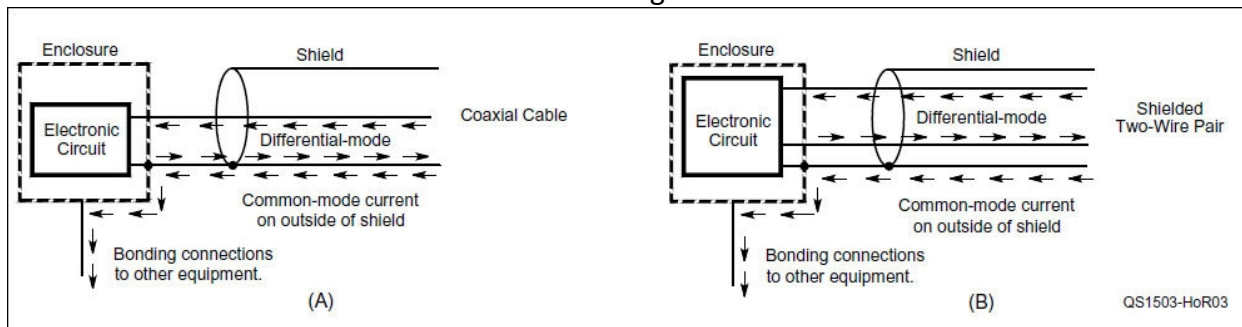 Enclosure
Shield
Electronic
Circuit
Differential-mode
Coaxial Cable
Common-mode current
on outside of shield
Bonding connections
to other equipment.
(A)
Enclosure
Shield
Electronic
Circuit
Differential-mode
Shielded
Two-Wire Pair
Common-mode current
on outside of shield
Bonding connections
to other equipment.
(B)
QS1503-HoR03